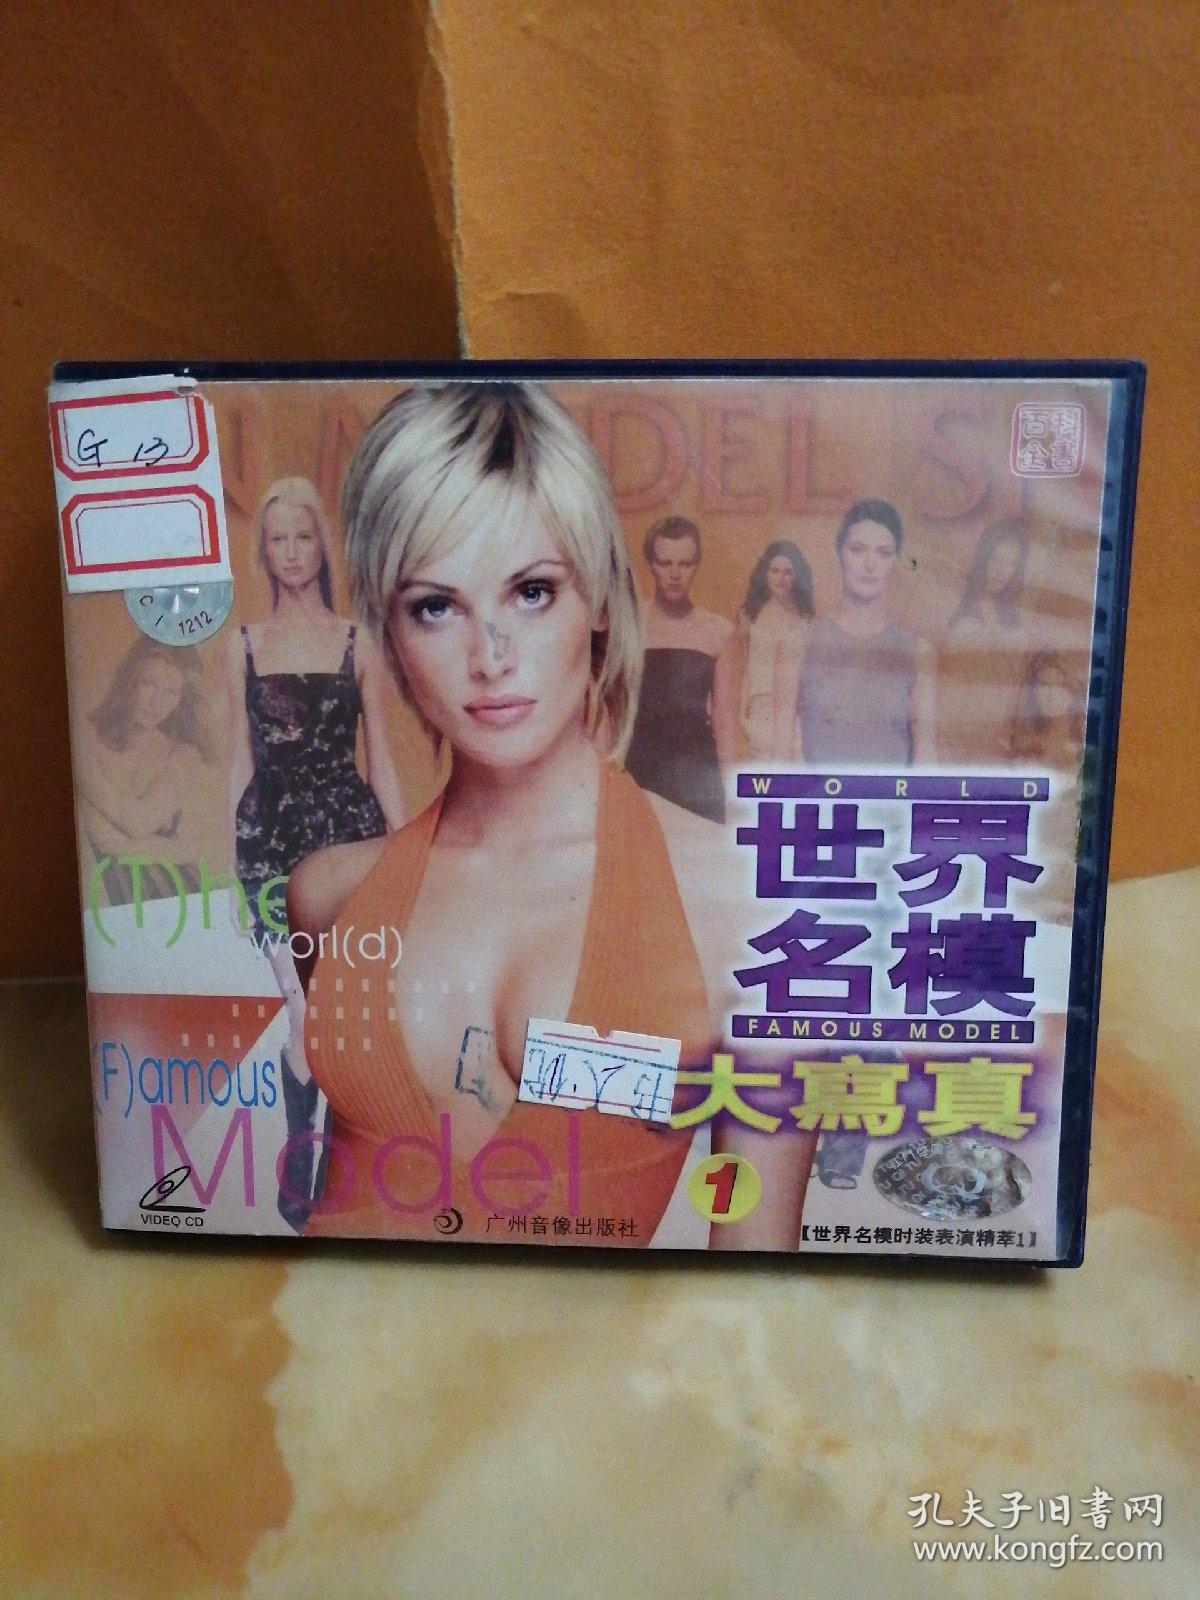 N MODELS
G 13
1212
百科
全書
WORLD
世界
名模
FAMOUS MODEL
大寫真
1
(T)he
worl(d)
(F)amous
Model
VIDEO CD
广州音像出版社
【世界名模时装表演精萃1】
孔夫子旧书网
www.kongfz.com